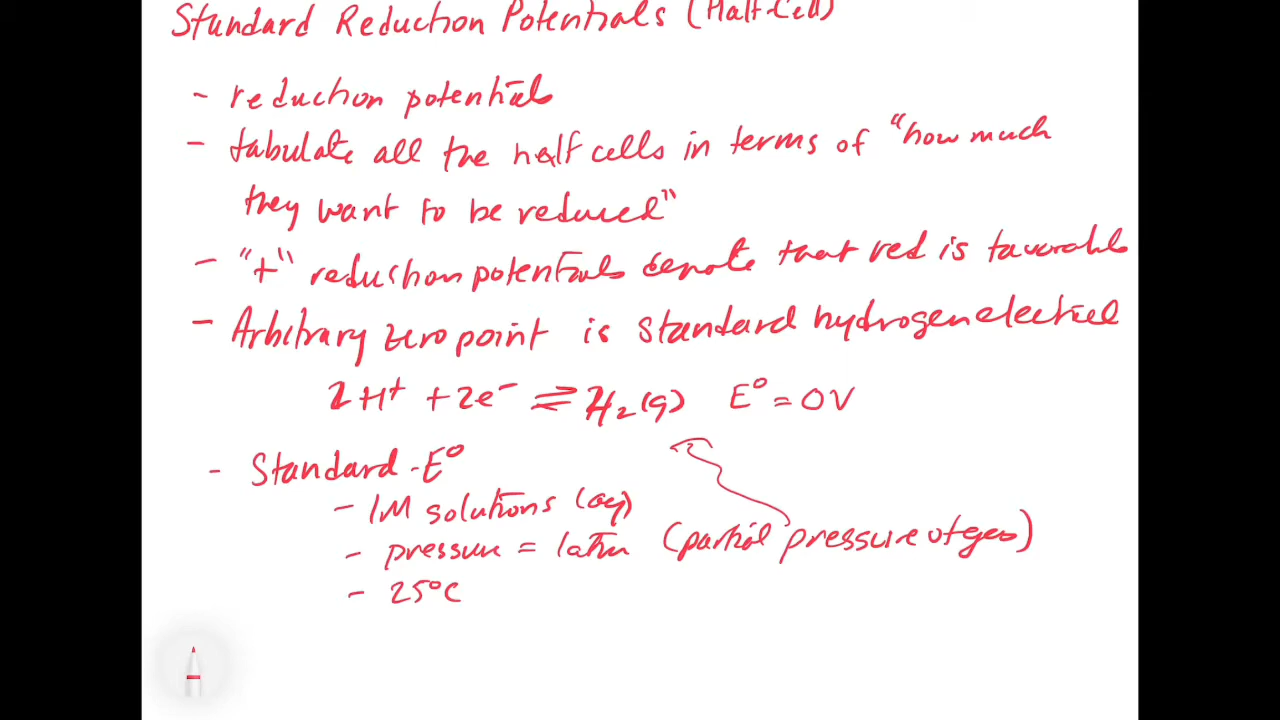 Standard Reduction Potentials (Half-Cell)
- reduction potentials
- tabulate all the half cells in terms of "how much
they want to be reduced"
- "+" reduction potentials denote that red is favorable
- Arbitrary zero point is standard hydrogen electrode
2H⁺ + 2e⁻ ⇌ H₂(g) E° = 0V
- Standard - E°
- 1M solutions (aq)
- pressure = 1atm (partial pressure of gas)
- 25°C